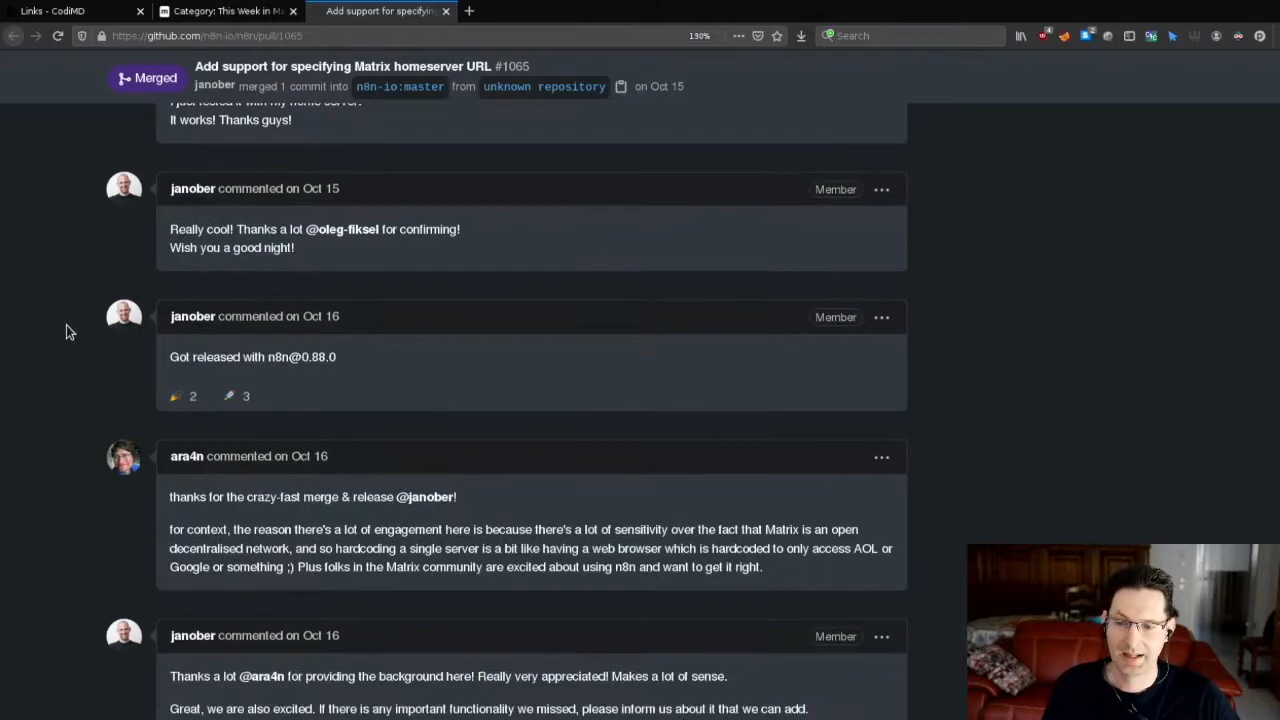 Links - CodiMD
Category: This Week in Ma
Add support for specifying
https://github.com/n8n-io/n8n/pull/1065
130%
Search
Merged
Add support for specifying Matrix homeserver URL #1065
janober merged 1 commit into n8n-io:master from unknown repository on Oct 15
It works! Thanks guys!
janober commented on Oct 15
Member
Really cool! Thanks a lot @oleg-fiksel for confirming!
Wish you a good night!
janober commented on Oct 16
Member
Got released with n8n@0.88.0
2 3
ara4n commented on Oct 16
thanks for the crazy-fast merge & release @janober!
for context, the reason there's a lot of engagement here is because there's a lot of sensitivity over the fact that Matrix is an open
decentralised network, and so hardcoding a single server is a bit like having a web browser which is hardcoded to only access AOL or
Google or something ;) Plus folks in the Matrix community are excited about using n8n and want to get it right.
janober commented on Oct 16
Member
Thanks a lot @ara4n for providing the background here! Really very appreciated! Makes a lot of sense.
Great, we are also excited. If there is any important functionality we missed, please inform us about it that we can add.